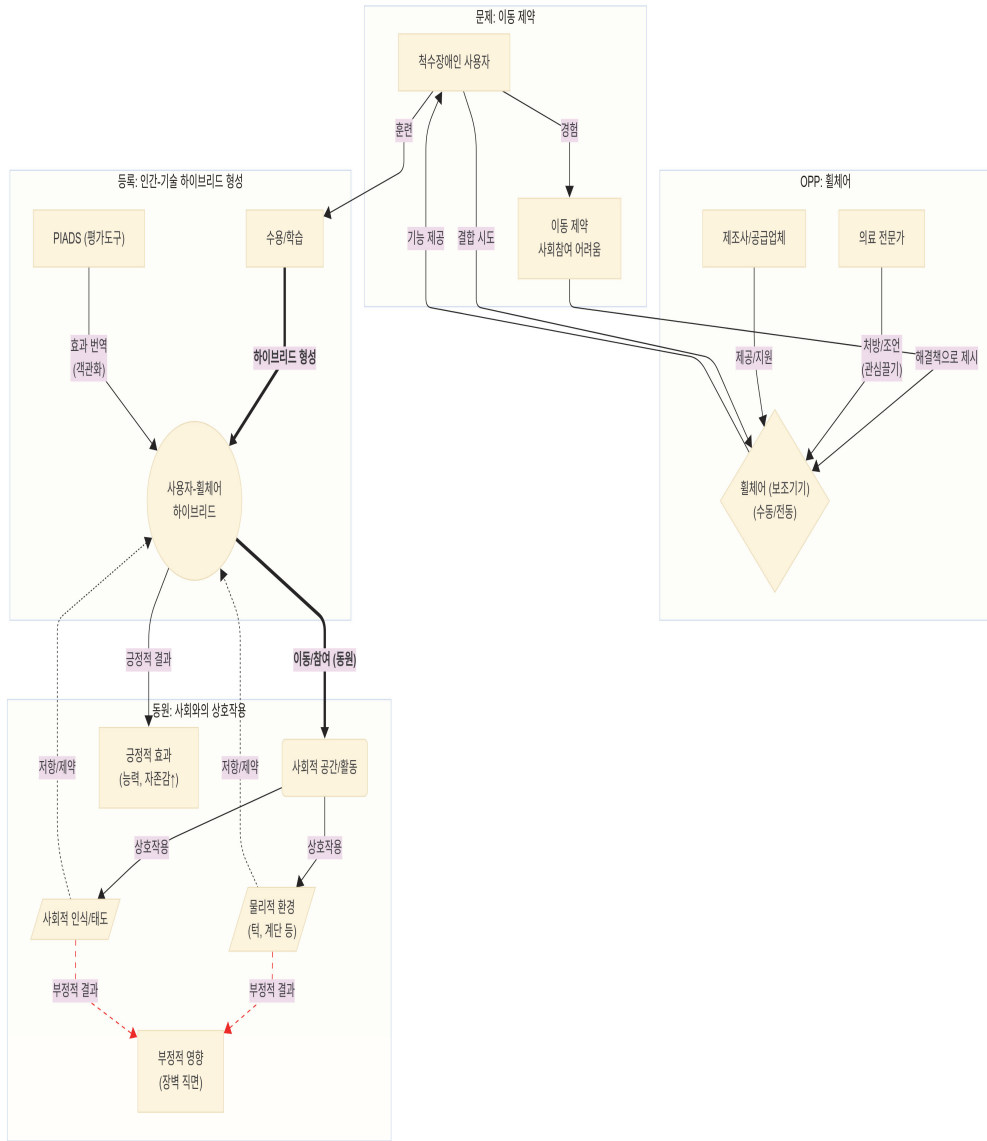 문제: 이동 제약
척수장애인 사용자
훈련
경험
등록: 인간-기술 하이브리드 형성
OPP: 휠체어
PIADS (평가도구)
수용/학습
기능 제공
결합 시도
이동 제약
사회참여 어려움
제조사/공급업체
의료 전문가
효과 번역
(객관화)
하이브리드 형성
제공/지원
처방/조언
(관심끌기)
해결책으로 제시
사용자-휠체어
하이브리드
휠체어 (보조기기)
(수동/전동)
긍정적 결과
이동/참여 (동원)
동원: 사회와의 상호작용
긍정적 효과
(능력, 자존감↑)
사회적 공간/활동
저항/제약
저항/제약
상호작용
상호작용
사회적 인식/태도
물리적 환경
(턱, 계단 등)
부정적 결과
부정적 결과
부정적 영향
(장벽 직면)